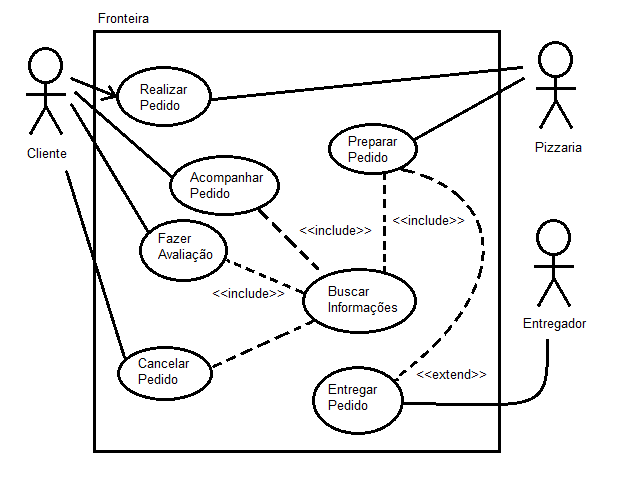 Fronteira
Realizar
Pedido
Cliente
Preparar
Pedido
Pizzaria
Acompanhar
Pedido
<<include>>
<<include>>
Fazer
Avaliação
<<include>>
Buscar
Informações
Entregador
Cancelar
Pedido
<<extend>>
Entregar
Pedido